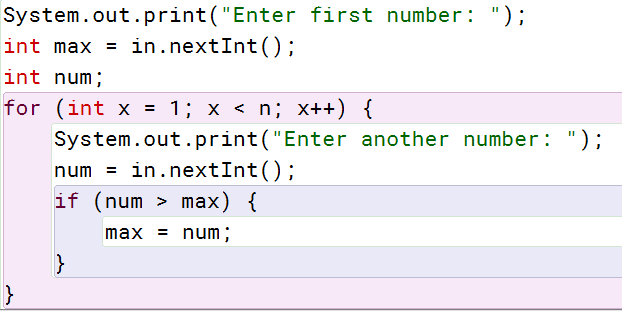 System.out.print("Enter first number: ");
int max = in.nextInt();
int num;
for (int x = 1; x < n; x++) {
    System.out.print("Enter another number: ");
    num = in.nextInt();
    if (num > max) {
        max = num;
    }
}